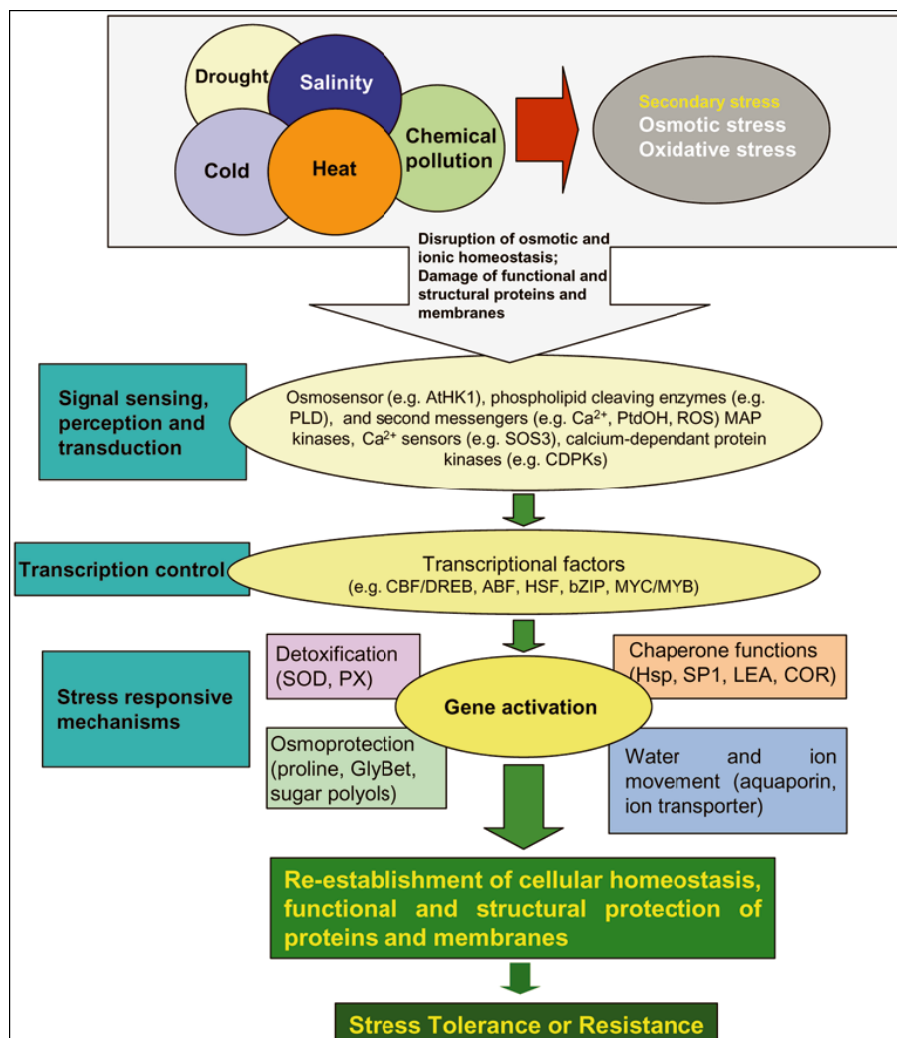 Drought
Salinity
Cold
Heat
Chemical
pollution
Secondary stress
Osmotic stress
Oxidative stress
Disruption of osmotic and
ionic homeostasis;
Damage of functional and
structural proteins and
membranes
Signal sensing,
perception and
transduction
Osmosensor (e.g. AtHK1), phospholipid cleaving enzymes (e.g.
PLD), and second messengers (e.g. Ca²⁺, PtdOH, ROS) MAP
kinases, Ca²⁺ sensors (e.g. SOS3), calcium-dependant protein
kinases (e.g. CDPKs)
Transcription control
Transcriptional factors
(e.g. CBF/DREB, ABF, HSF, bZIP, MYC/MYB)
Stress responsive
mechanisms
Detoxification
(SOD, PX)
Chaperone functions
(Hsp, SP1, LEA, COR)
Gene activation
Osmoprotection
(proline, GlyBet,
sugar polyols)
Water and ion
movement (aquaporin,
ion transporter)
Re-establishment of cellular homeostasis,
functional and structural protection of
proteins and membranes
Stress Tolerance or Resistance